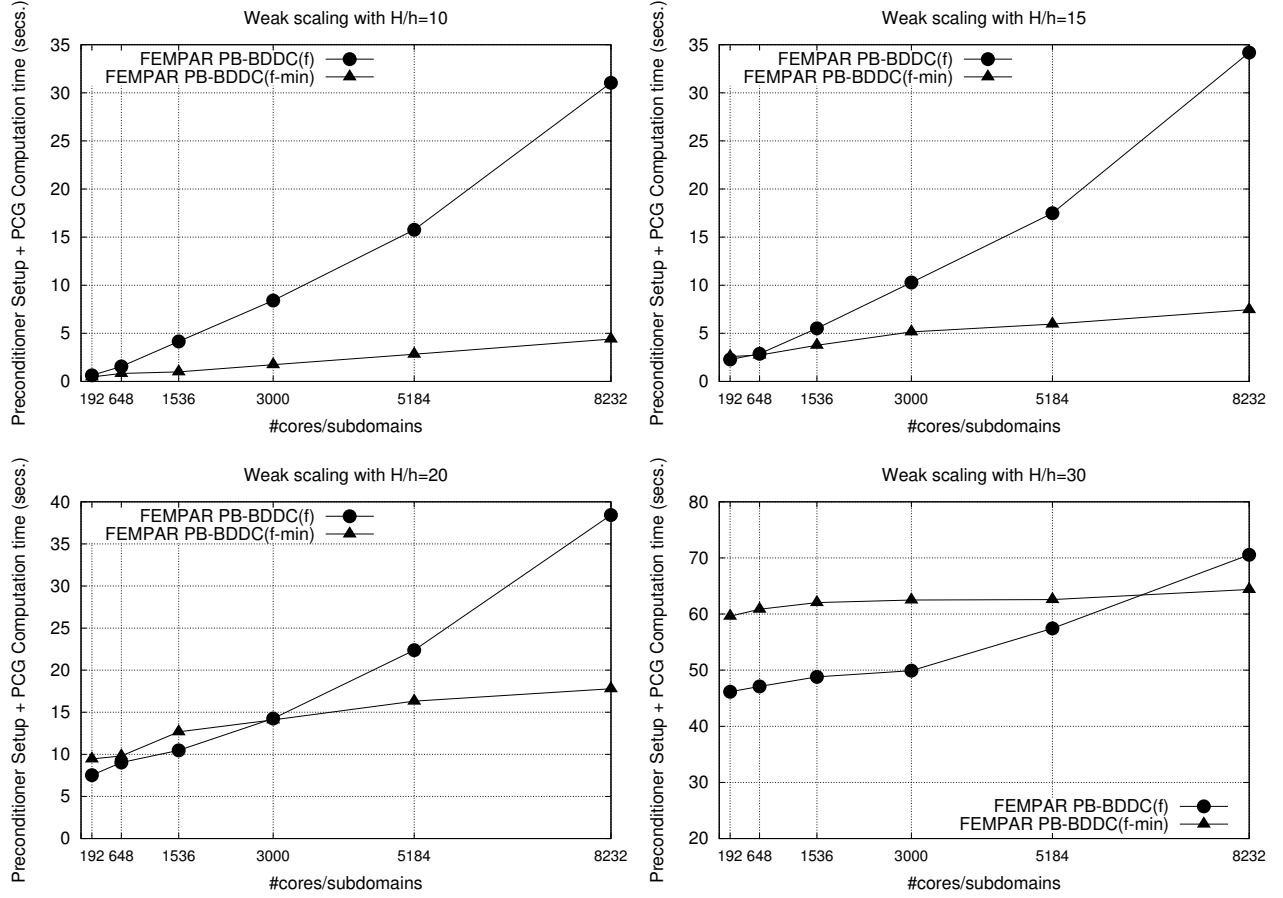 Weak scaling with H/h=10
Preconditioner Setup + PCG Computation time (secs.)
35
30
25
20
15
10
5
0
FEMPAR PB-BDDC(f)
FEMPAR PB-BDDC(f-min)
192 648 1536 3000 5184 8232
#cores/subdomains
Weak scaling with H/h=15
Preconditioner Setup + PCG Computation time (secs.)
35
30
25
20
15
10
5
0
FEMPAR PB-BDDC(f)
FEMPAR PB-BDDC(f-min)
192 648 1536 3000 5184 8232
#cores/subdomains
Weak scaling with H/h=20
Preconditioner Setup + PCG Computation time (secs.)
40
35
30
25
20
15
10
5
0
FEMPAR PB-BDDC(f)
FEMPAR PB-BDDC(f-min)
192 648 1536 3000 5184 8232
#cores/subdomains
Weak scaling with H/h=30
Preconditioner Setup + PCG Computation time (secs.)
80
70
60
50
40
30
20
FEMPAR PB-BDDC(f)
FEMPAR PB-BDDC(f-min)
192 648 1536 3000 5184 8232
#cores/subdomains